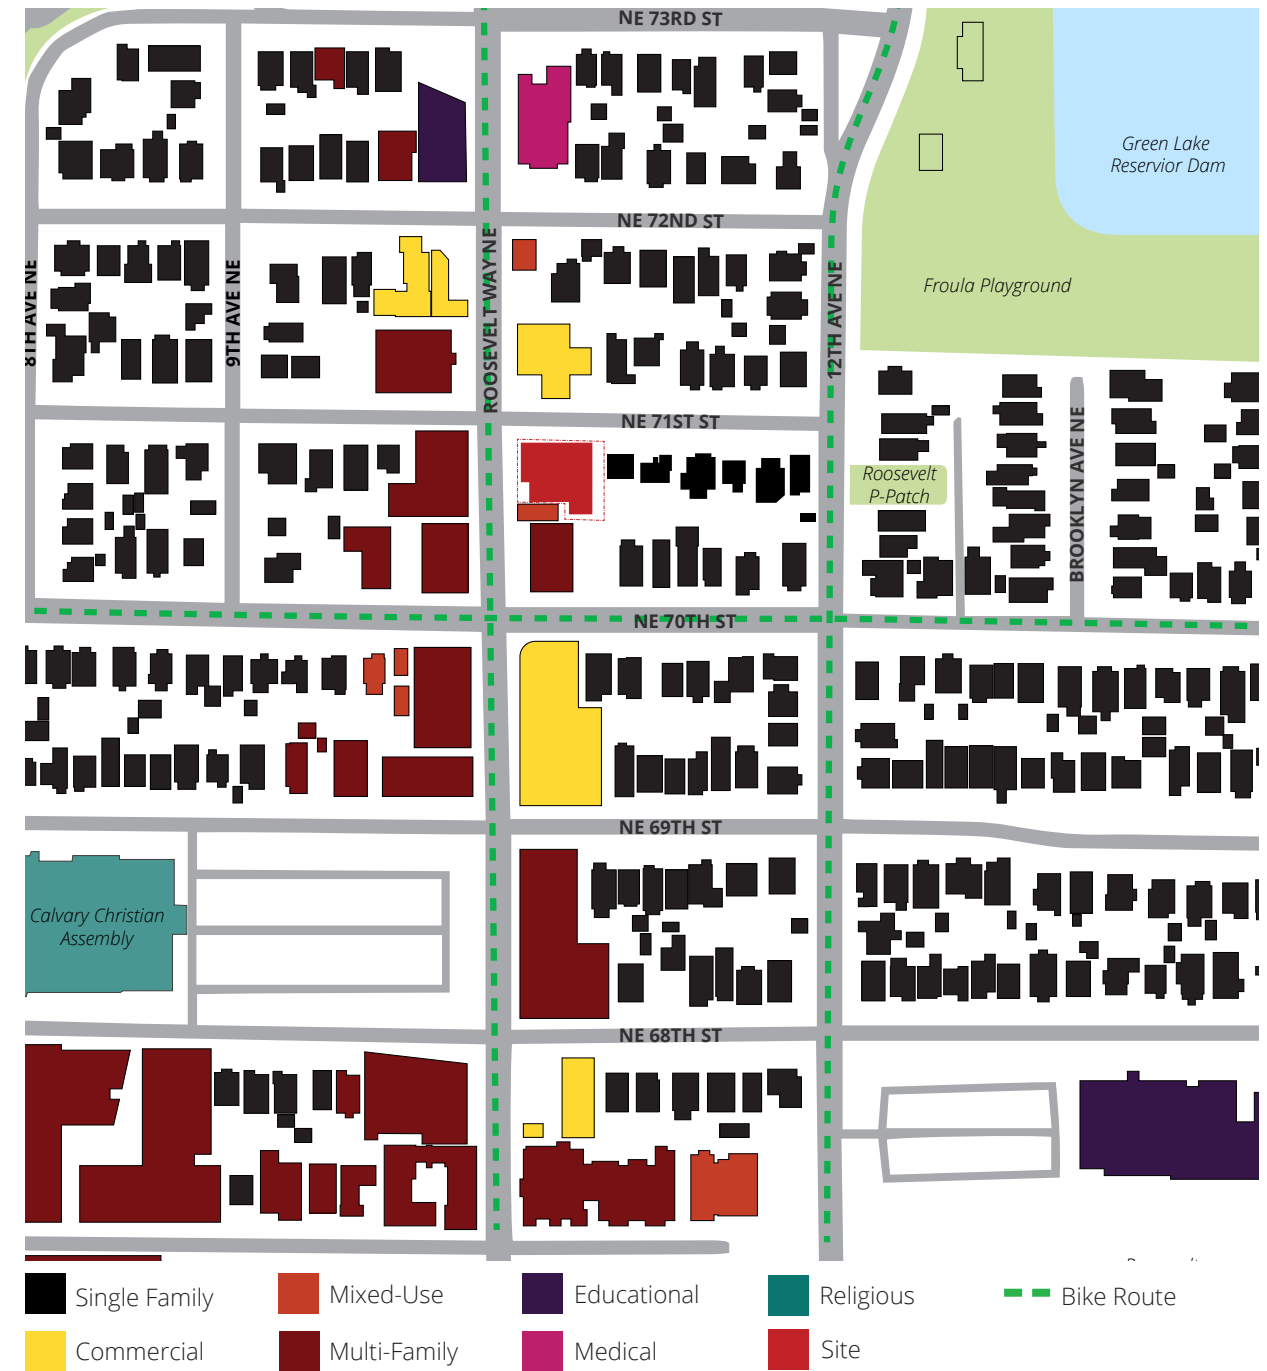 NE 73RD ST
Green Lake
Reservior Dam
NE 72ND ST
ROOSEVELT WAY NE
8TH AVE NE
9TH AVE NE
12TH AVE NE
Froula Playground
NE 71ST ST
BROOKLYN AVE NE
Roosevelt
P-Patch
NE 70TH ST
NE 69TH ST
Calvary Christian
Assembly
NE 68TH ST
Single Family
Mixed-Use
Educational
Religious
Bike Route
Commercial
Multi-Family
Medical
Site